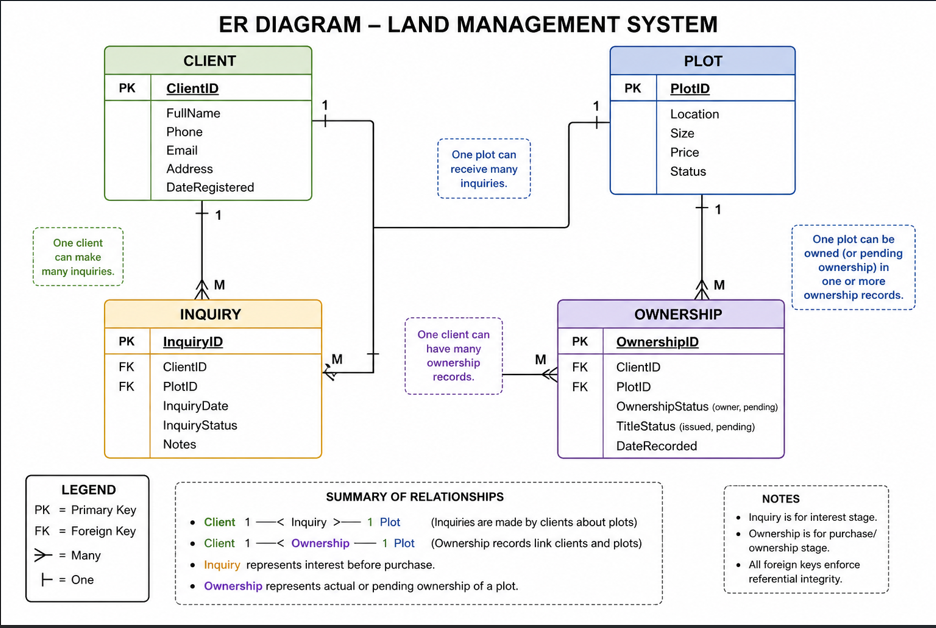 ER DIAGRAM – LAND MANAGEMENT SYSTEM
CLIENT
PK ClientID
FullName
Phone
Email
Address
DateRegistered
1
1
PLOT
PK PlotID
Location
Size
Price
Status
One plot can
receive many
inquiries.
1
1
One client
can make
many inquiries.
One plot can be
owned (or pending
ownership) in
one or more
ownership records.
M
M
INQUIRY
PK InquiryID
FK ClientID
FK PlotID
InquiryDate
InquiryStatus
Notes
M
One client can
have many
ownership
records.
M
OWNERSHIP
PK OwnershipID
FK ClientID
FK PlotID
OwnershipStatus (owner, pending)
TitleStatus (issued, pending)
DateRecorded
LEGEND
PK = Primary Key
FK = Foreign Key
= Many
= One
SUMMARY OF RELATIONSHIPS
• Client 1 —< Inquiry >— 1 Plot (Inquiries are made by clients about plots)
• Client 1 —< Ownership — 1 Plot (Ownership records link clients and plots)
• Inquiry represents interest before purchase.
• Ownership represents actual or pending ownership of a plot.
NOTES
• Inquiry is for interest stage.
• Ownership is for purchase/
ownership stage.
• All foreign keys enforce
referential integrity.